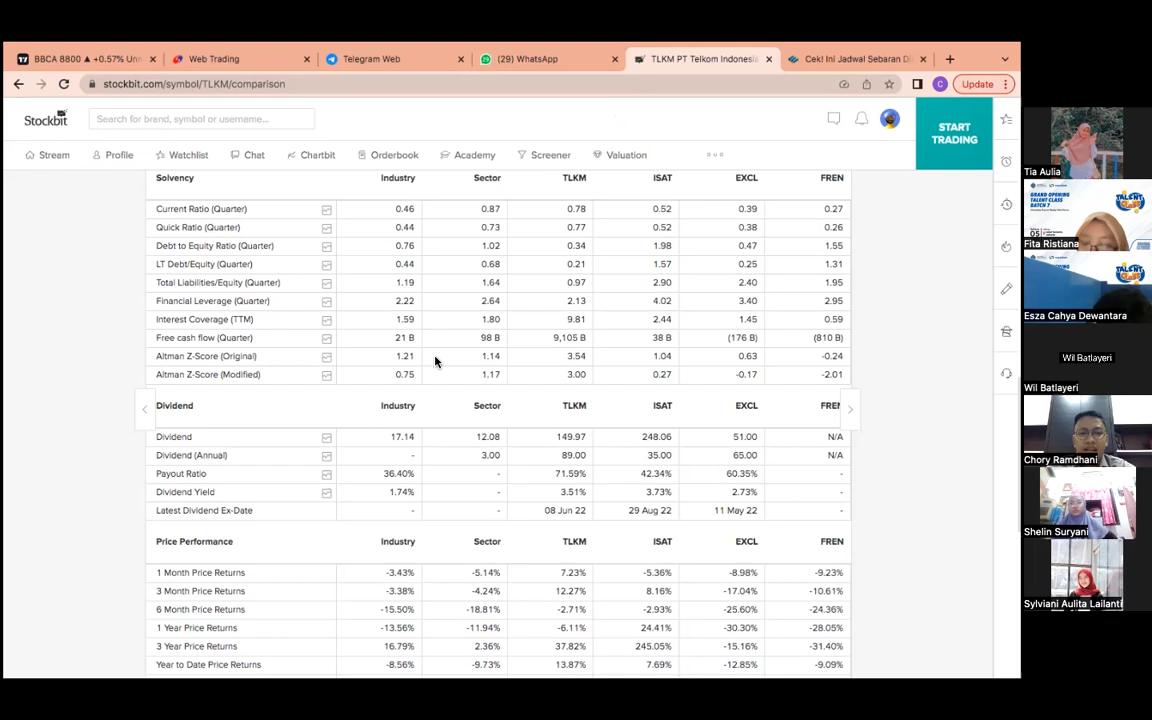 BBCA 8800 ▲ +0.57% Unn
Web Trading
Telegram Web
(29) WhatsApp
TLKM PT Telkom Indonesia
Cek! Ini Jadwal Sebaran Di
stockbit.com/symbol/TLKM/comparison
C
Update
Stockbit
Search for brand, symbol or username...
START TRADING
Stream Profile Watchlist Chat Chartbit Orderbook Academy Screener Valuation
Solvency Industry Sector TLKM ISAT EXCL FREN
Current Ratio (Quarter) 0.46 0.87 0.78 0.52 0.39 0.27
Quick Ratio (Quarter) 0.44 0.73 0.77 0.52 0.38 0.26
Debt to Equity Ratio (Quarter) 0.76 1.02 0.34 1.98 0.47 1.55
LT Debt/Equity (Quarter) 0.44 0.68 0.21 1.57 0.25 1.31
Total Liabilities/Equity (Quarter) 1.19 1.64 0.97 2.90 2.40 1.95
Financial Leverage (Quarter) 2.22 2.64 2.13 4.02 3.40 2.95
Interest Coverage (TTM) 1.59 1.80 9.81 2.44 1.45 0.59
Free cash flow (Quarter) 21 B 98 B 9,105 B 38 B (176 B) (810 B)
Altman Z-Score (Original) 1.21 1.14 3.54 1.04 0.63 -0.24
Altman Z-Score (Modified) 0.75 1.17 3.00 0.27 -0.17 -2.01
Dividend Industry Sector TLKM ISAT EXCL FREN
Dividend 17.14 12.08 149.97 248.06 51.00 N/A
Dividend (Annual) - 3.00 89.00 35.00 65.00 N/A
Payout Ratio 36.40% - 71.59% 42.34% 60.35% -
Dividend Yield 1.74% - 3.51% 3.73% 2.73% -
Latest Dividend Ex-Date - - 08 Jun 22 29 Aug 22 11 May 22 -
Price Performance Industry Sector TLKM ISAT EXCL FREN
1 Month Price Returns -3.43% -5.14% 7.23% -5.36% -8.98% -9.23%
3 Month Price Returns -3.38% -4.24% 12.27% 8.16% -17.04% -10.61%
6 Month Price Returns -15.50% -18.81% -2.71% -2.93% -25.60% -24.36%
1 Year Price Returns -13.56% -11.94% -6.11% 24.41% -30.30% -28.05%
3 Year Price Returns 16.79% 2.36% 37.82% 245.05% -15.16% -31.40%
Year to Date Price Returns -8.56% -9.73% 13.87% 7.69% -12.85% -9.09%
Tia Aulia
GRAND OPENING
TALENT CLASS
BATCH 7
TALENT CLASS
05
Fita Ristiana
TALENT CLASS
Esza Cahya Dewantara
Wil Batlayeri
Wil Batlayeri
Chory Ramdhani
Shelin Suryani
Sylviani Aulita Lailanti